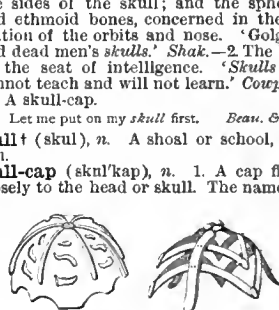 e sides of the skull; and the sphe
d ethmoid bones, concerned in the
ation of the orbits and nose. 'Golg
d dead men's skulls.' Shak.—2. The
the seat of intelligence. 'Skulls
nnot teach and will not learn.' Cowp
A skull-cap.
Let me put on my skull first. Beau. &
ull† (skul), n. A shoal or school,
n.
ll-cap (skul'kap), n. 1. A cap fi
osely to the head or skull. The name